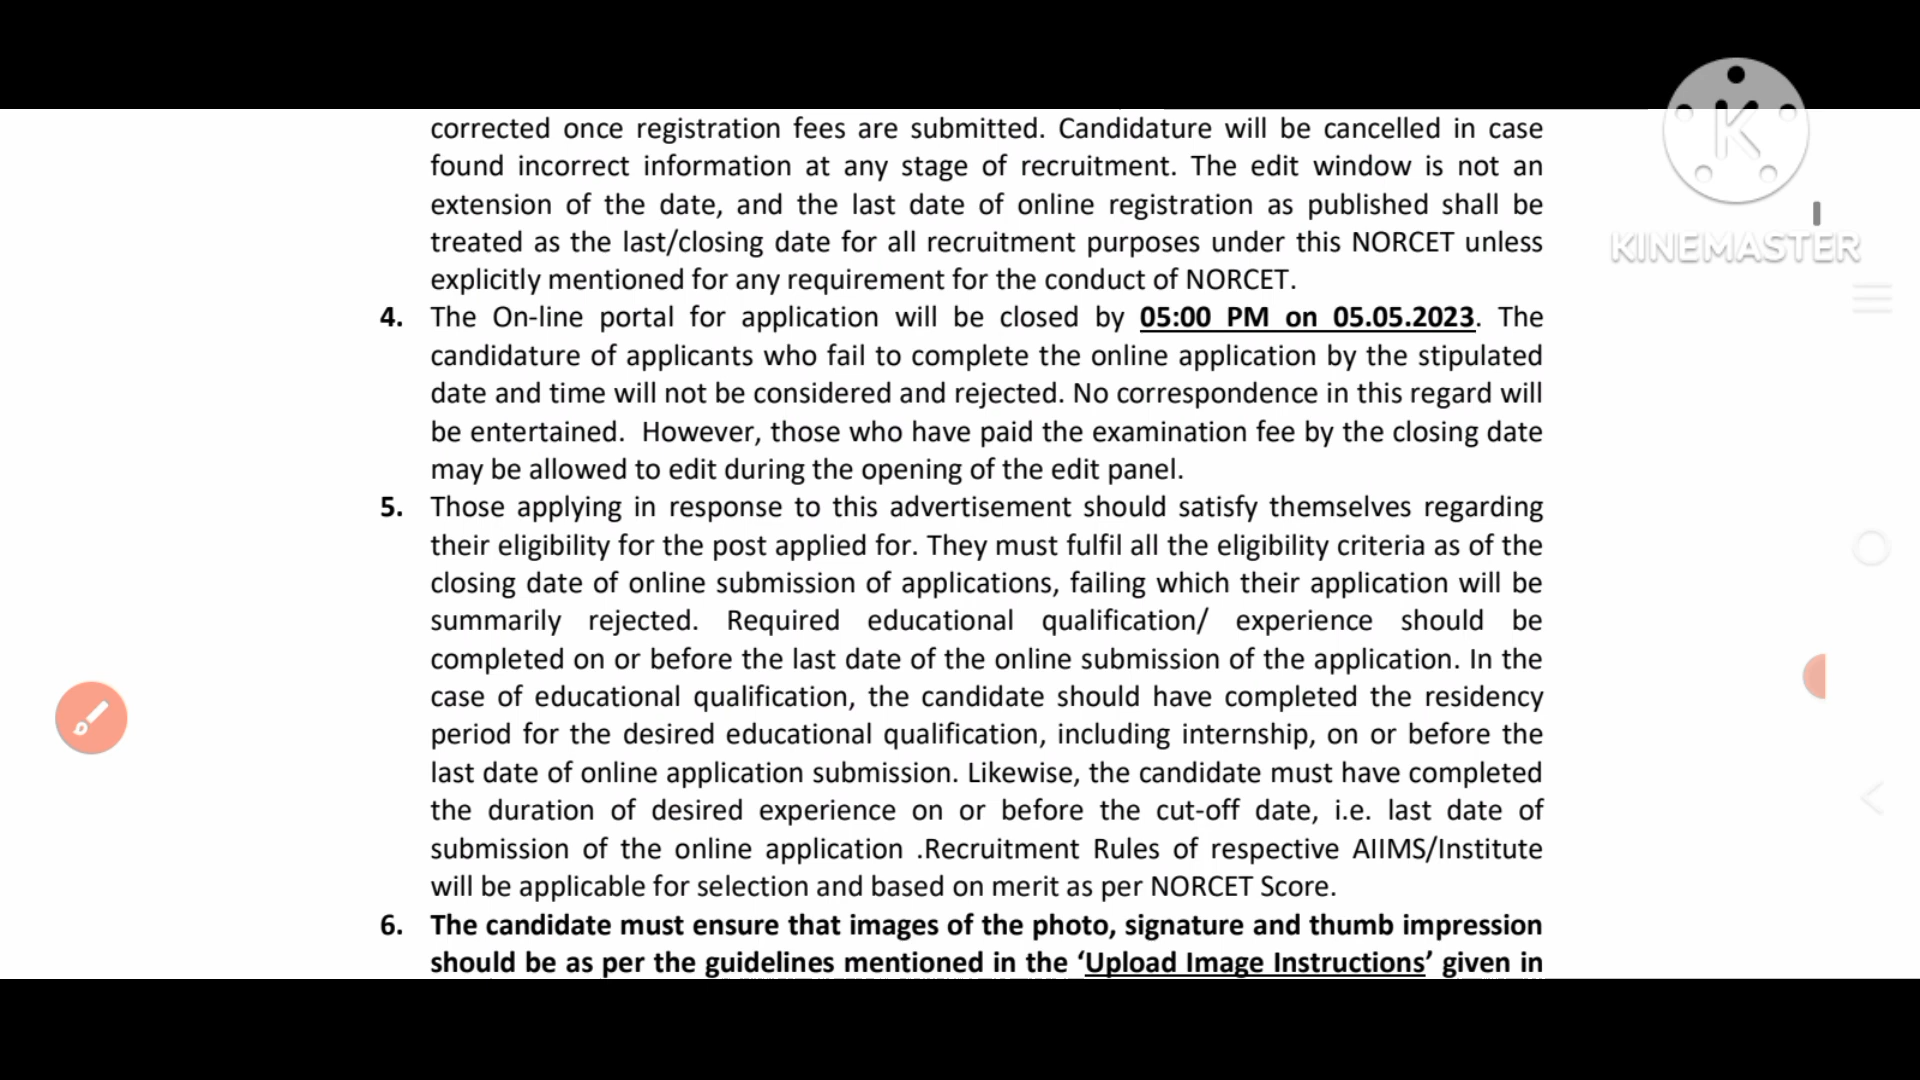 corrected once registration fees are submitted. Candidature will be cancelled in case
found incorrect information at any stage of recruitment. The edit window is not an
extension of the date, and the last date of online registration as published shall be
treated as the last/closing date for all recruitment purposes under this NORCET unless
explicitly mentioned for any requirement for the conduct of NORCET.
4. The On-line portal for application will be closed by 05:00 PM on 05.05.2023. The
candidature of applicants who fail to complete the online application by the stipulated
date and time will not be considered and rejected. No correspondence in this regard will
be entertained.  However, those who have paid the examination fee by the closing date
may be allowed to edit during the opening of the edit panel.
5. Those applying in response to this advertisement should satisfy themselves regarding
their eligibility for the post applied for. They must fulfil all the eligibility criteria as of the
closing date of online submission of applications, failing which their application will be
summarily rejected. Required educational qualification/ experience should be
completed on or before the last date of the online submission of the application. In the
case of educational qualification, the candidate should have completed the residency
period for the desired educational qualification, including internship, on or before the
last date of online application submission. Likewise, the candidate must have completed
the duration of desired experience on or before the cut-off date, i.e. last date of
submission of the online application .Recruitment Rules of respective AIIMS/Institute
will be applicable for selection and based on merit as per NORCET Score.
6. The candidate must ensure that images of the photo, signature and thumb impression
should be as per the guidelines mentioned in the ‘Upload Image Instructions’ given in
K
KINEMASTER